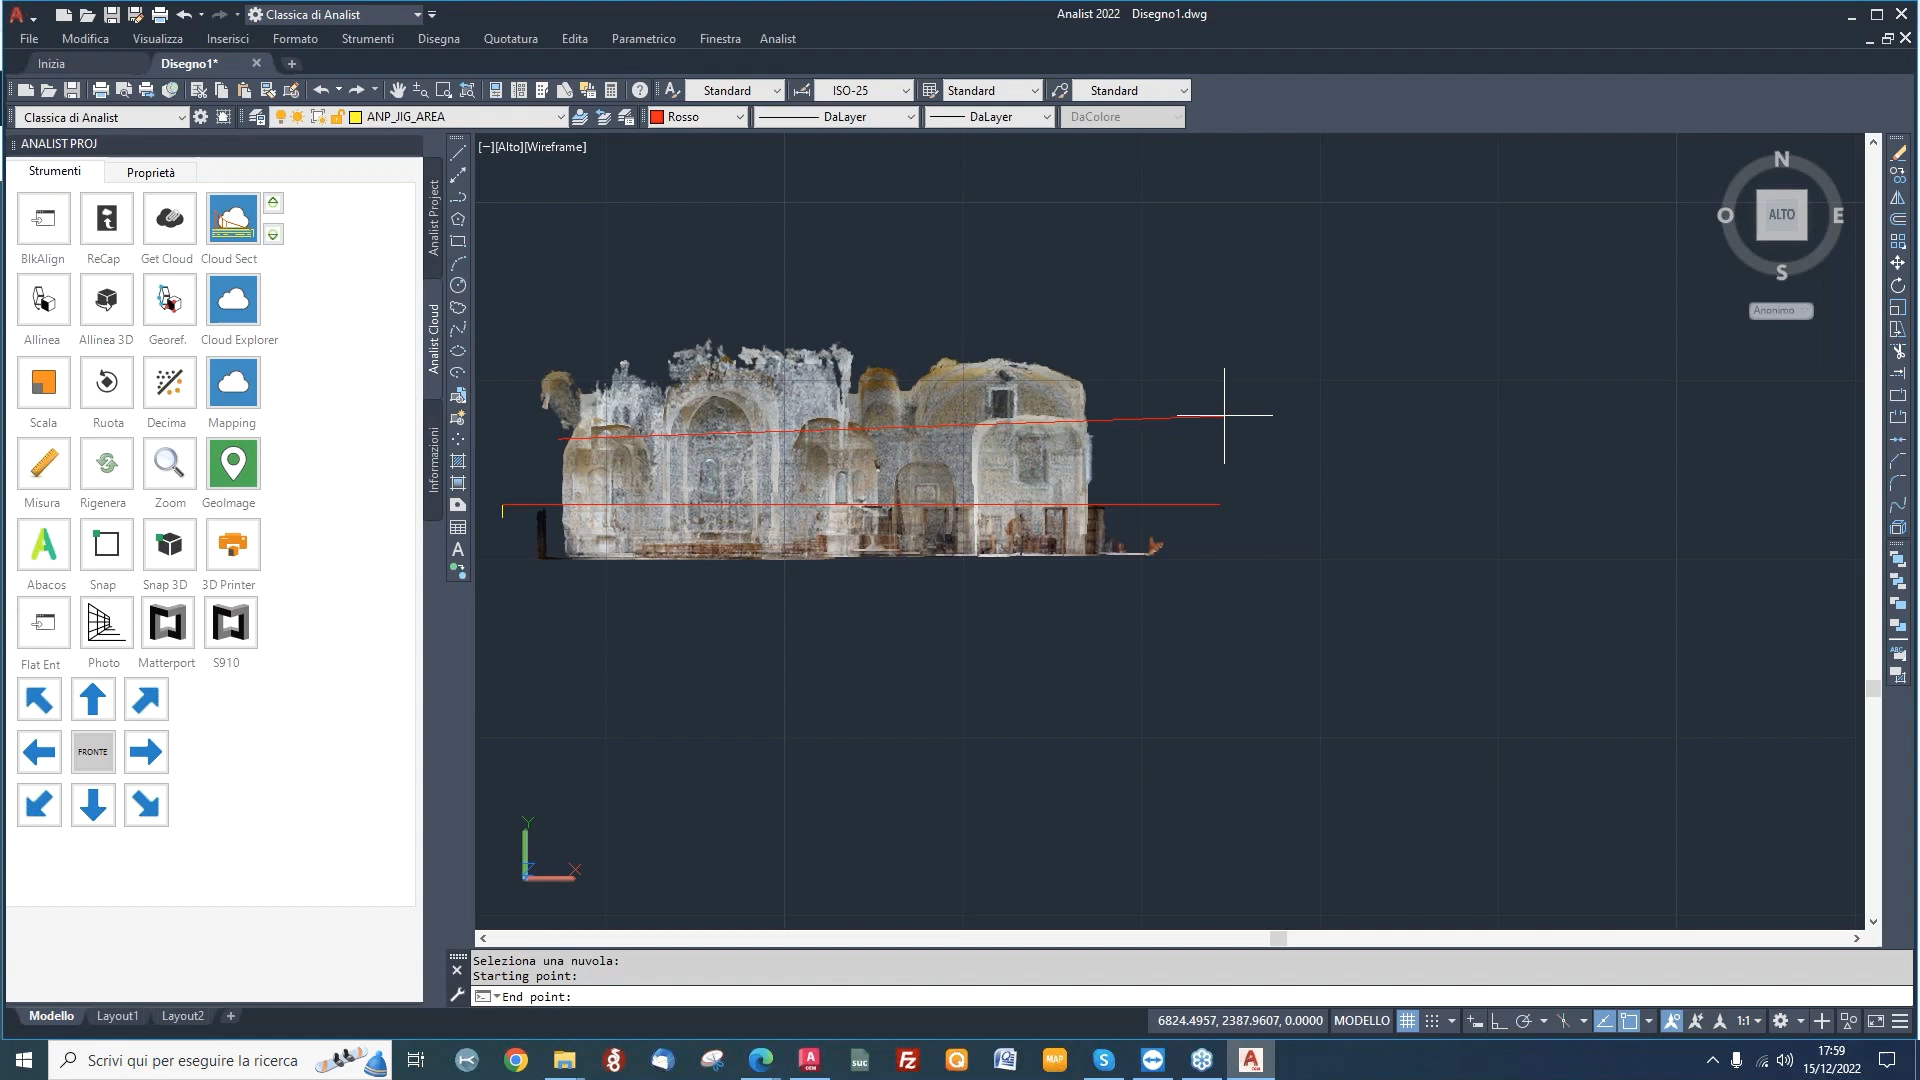 Classica di Analist
Analist 2022 Disegno1.dwg
File Modifica Visualizza Inserisci Formato Strumenti Disegna Quotatura Edita Parametrico Finestra Analist
Inizia Disegno1*
Standard ISO-25 Standard Standard
Classica di Analist ANP_JIG_AREA Rosso DaLayer DaLayer DaColore
ANALIST PROJ
Strumenti Proprietà
BlkAlign ReCap Get Cloud Cloud Sect
Allinea Allinea 3D Georef. Cloud Explorer
Scala Ruota Decima Mapping
Misura Rigenera Zoom GeoImage
Abacos Snap Snap 3D 3D Printer
Flat Ent Photo Matterport S910
FRONTE
Analist Project
Analist Cloud
Informazioni
[−][Alto][Wireframe]
N
O ALTO E
S
Anonimo
Y
Z
X
Seleziona una nuvola:
Starting point:
End point:
Modello Layout1 Layout2 +
6824.4957, 2387.9607, 0.0000 MODELLO 1:1
Scrivi qui per eseguire la ricerca
suc
MAP
17:59
15/12/2022